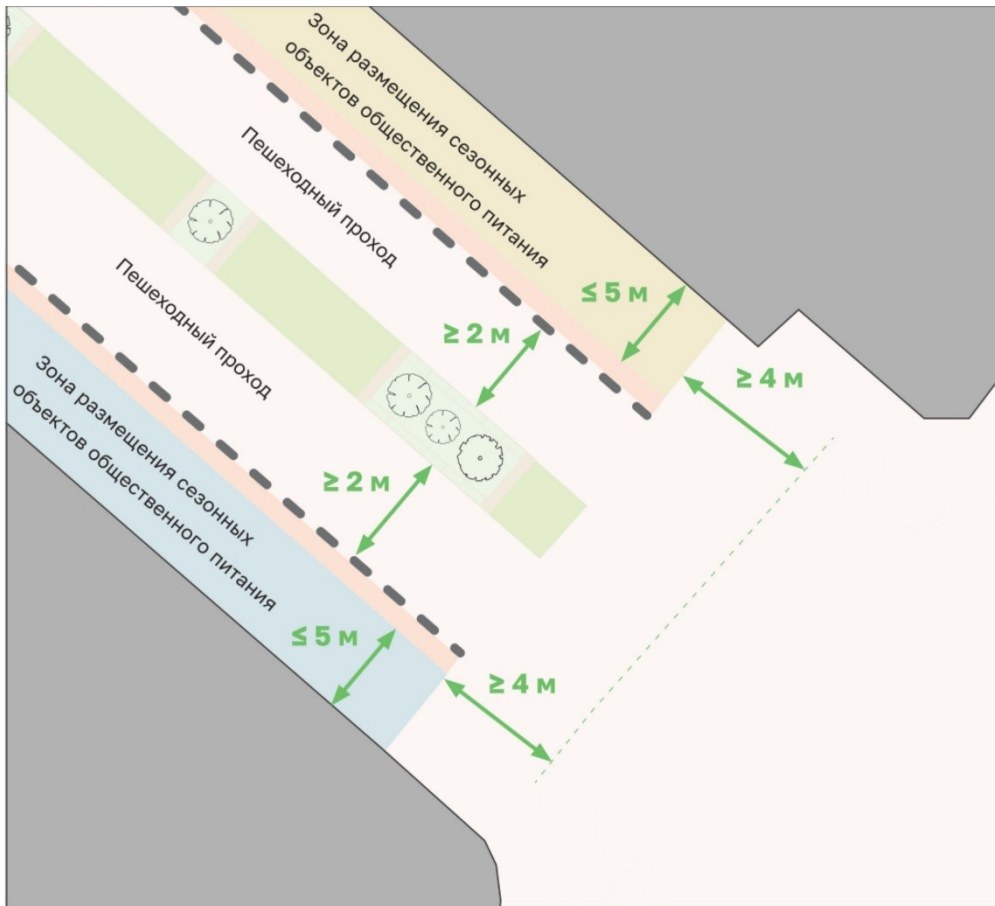 Зона размещения сезонных
объектов общественного питания
Пешеходный проход
≤ 5 м
≥ 2 м
≥ 4 м
Пешеходный проход
Зона размещения сезонных
объектов общественного питания
≥ 2 м
≤ 5 м
≥ 4 м